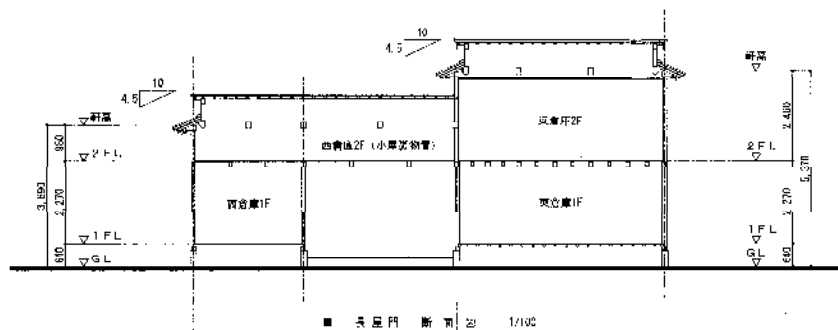 10
4.5
軒高
10
4.5
軒高
東倉庫2F
2,460
960
西倉庫2F（小屋裏物置）
2FL
2FL
5,370
3,890
2,270
西倉庫1F
東倉庫1F
2,270
1FL
1FL
610
GL
GL
640
■ 長屋門 断面図 1/100